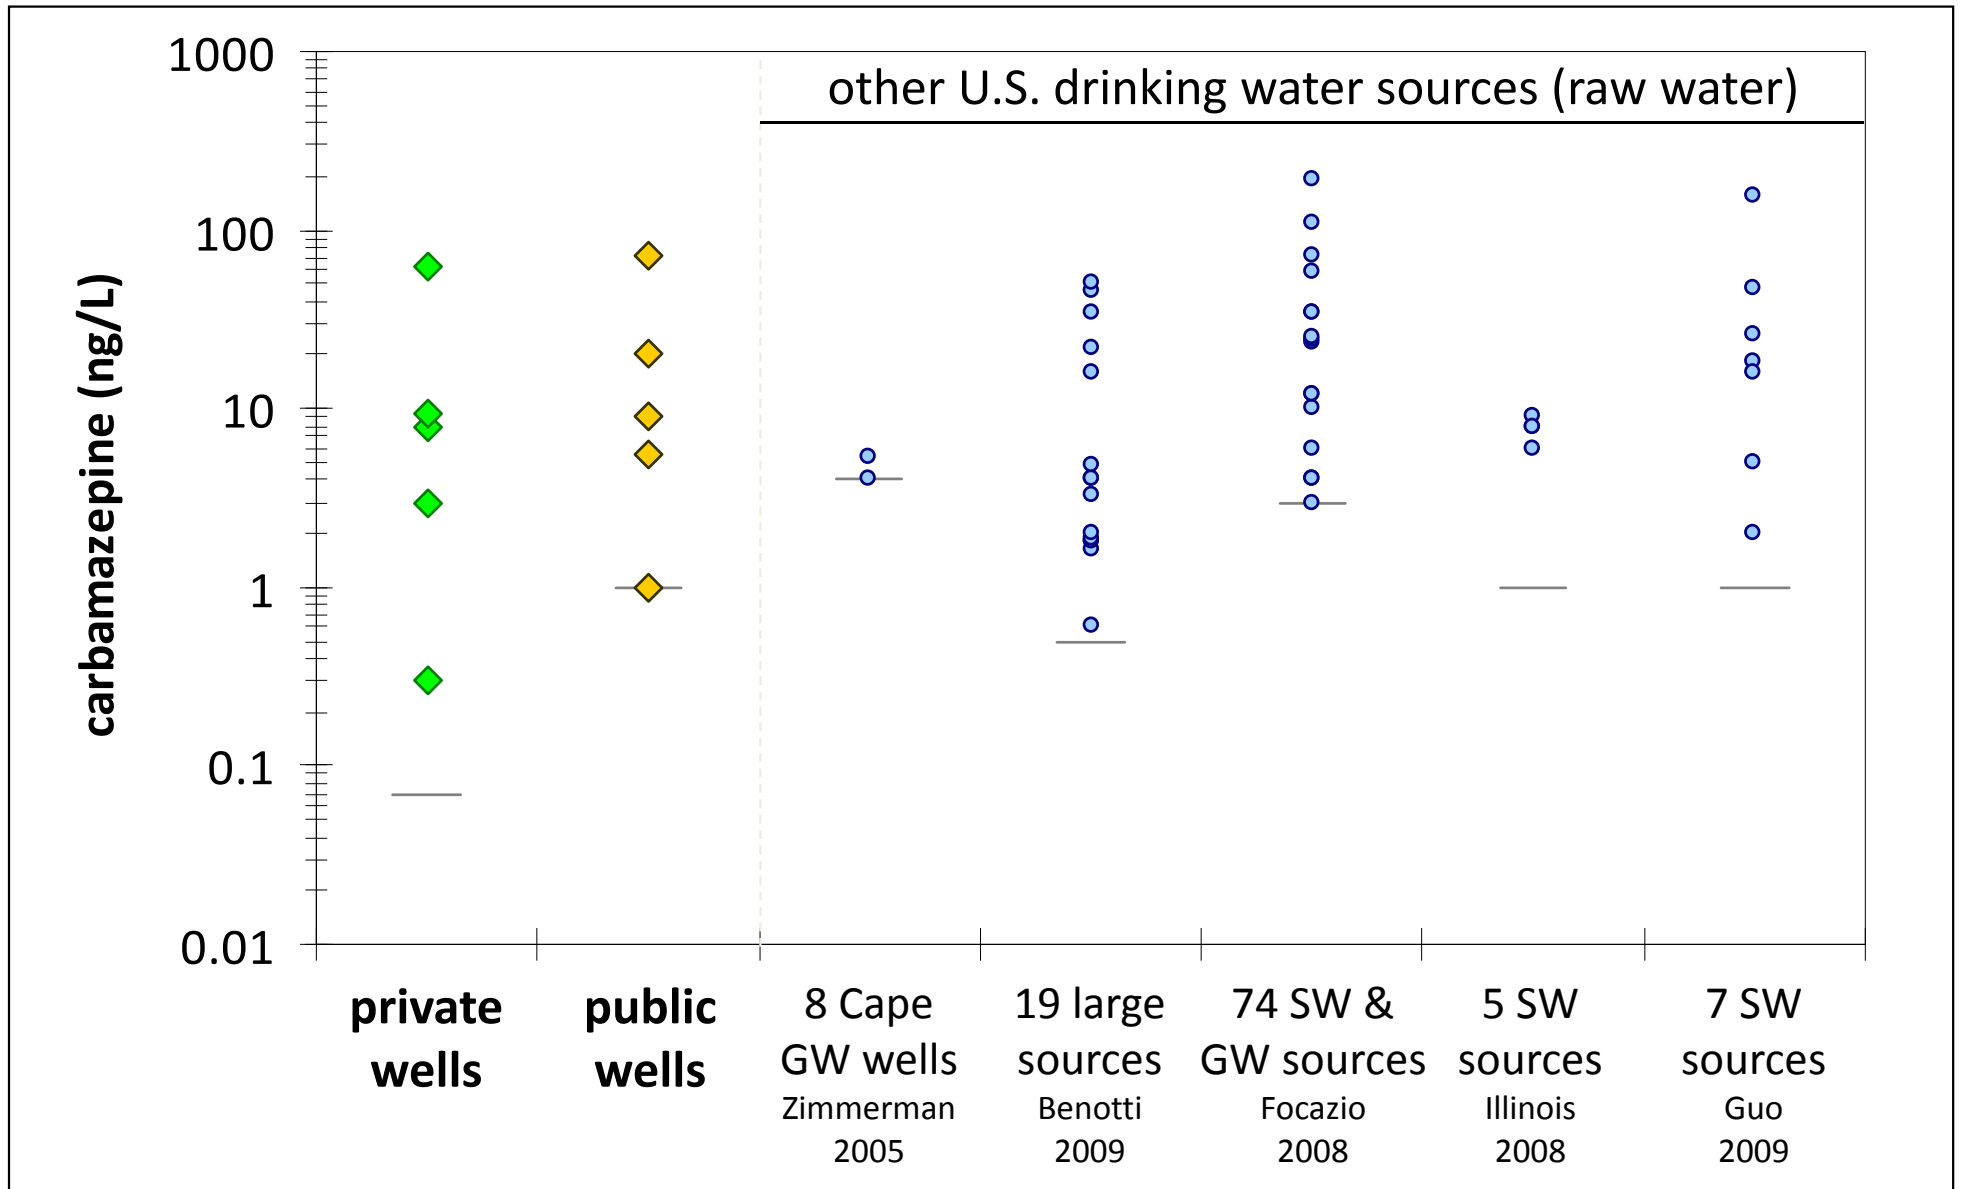 1000
100
10
1
0.1
0.01
carbamazepine (ng/L)
other U.S. drinking water sources (raw water)
private
wells
public
wells
8 Cape
GW wells
Zimmerman
2005
19 large
sources
Benotti
2009
74 SW &
GW sources
Focazio
2008
5 SW
sources
Illinois
2008
7 SW
sources
Guo
2009